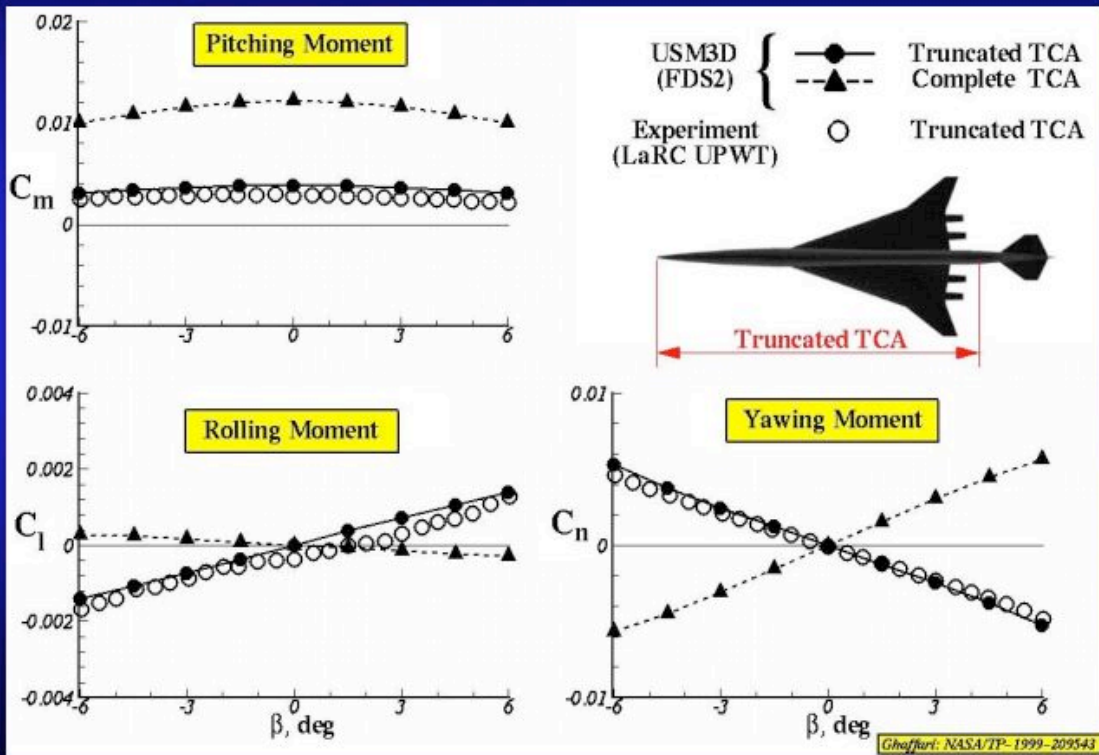 Pitching Moment
0.02
0.01
C_m
0
-0.01
-6
-3
0
3
6
USM3D
(FDS2)
Truncated TCA
Complete TCA
Experiment
(LaRC UPWT)
Truncated TCA
Truncated TCA
Rolling Moment
0.004
0.002
C_l
0
-0.002
-0.004
-6
-3
0
3
6
β, deg
Yawing Moment
0.01
C_n
0
-0.01
-6
-3
0
3
6
β, deg
Ghaffari: NASA/TP-1999-209543